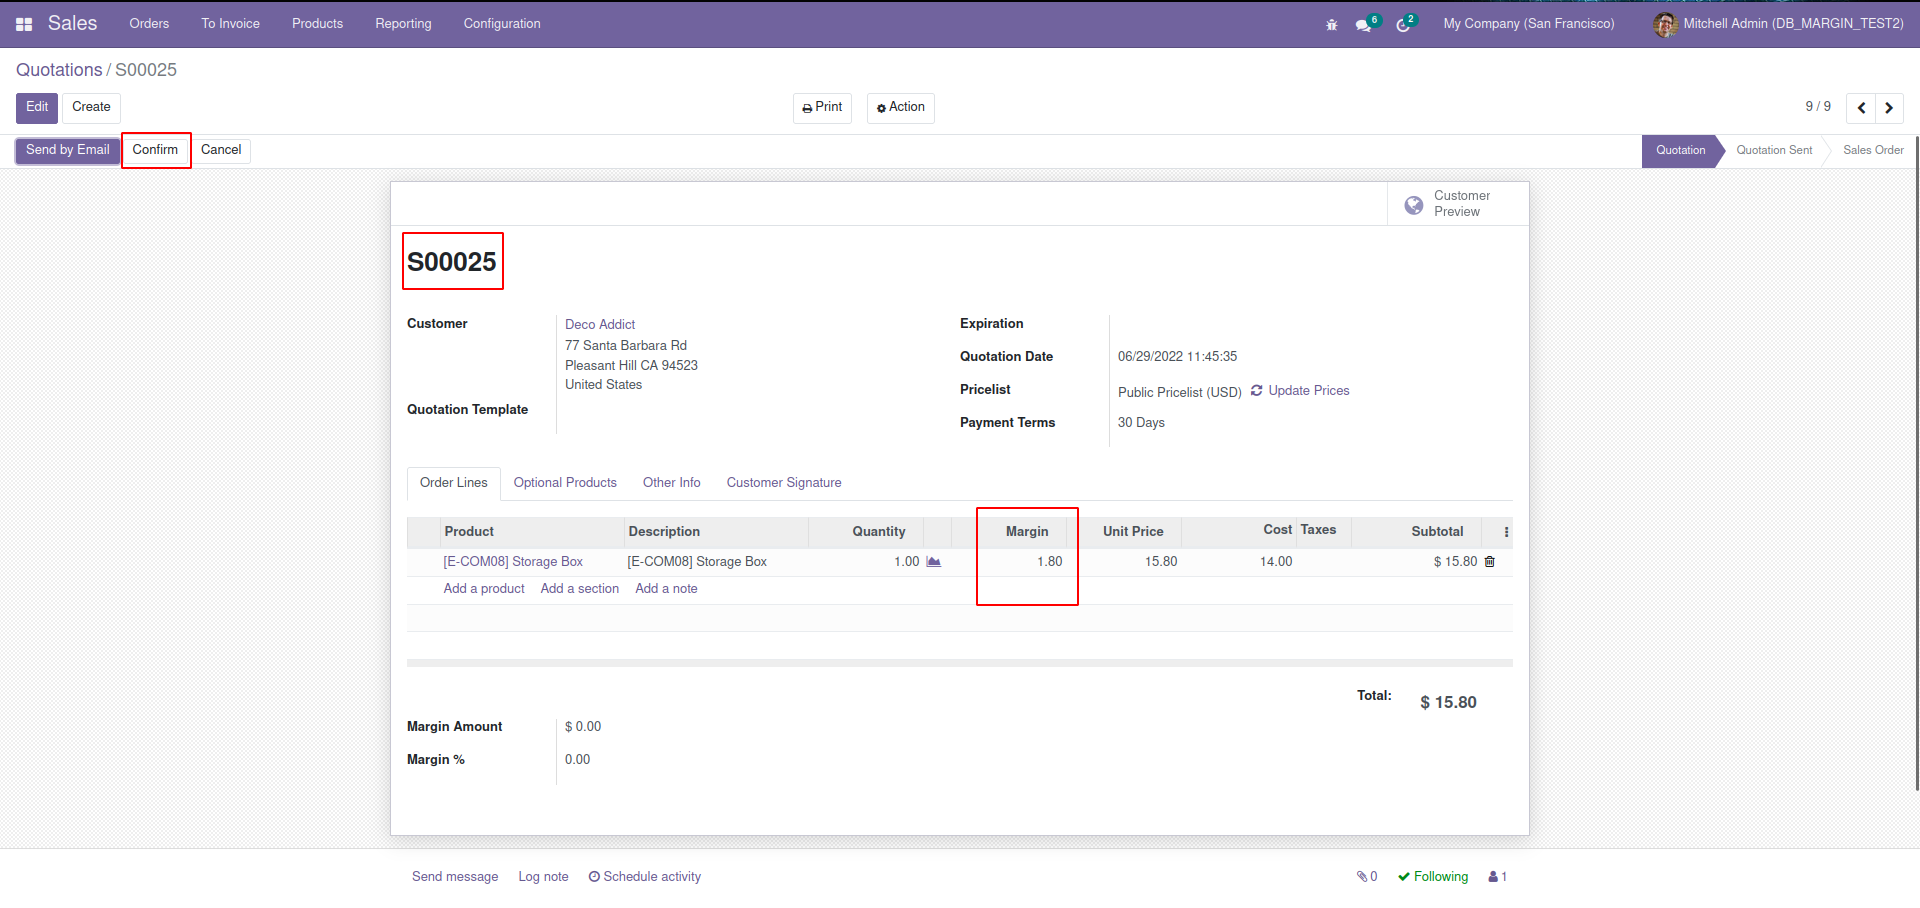 Sales Orders To Invoice Products Reporting Configuration 6 2 My Company (San Francisco) Mitchell Admin (DB_MARGIN_TEST2)
Quotations / S00025
Edit Create Print Action 9 / 9
Send by Email Confirm Cancel Quotation Quotation Sent Sales Order
Customer
Preview
S00025
Customer Deco Addict
77 Santa Barbara Rd
Pleasant Hill CA 94523
United States
Quotation Template
Expiration
Quotation Date 06/29/2022 11:45:35
Pricelist Public Pricelist (USD) Update Prices
Payment Terms 30 Days
Order Lines Optional Products Other Info Customer Signature
Product Description Quantity Margin Unit Price Cost Taxes Subtotal
[E-COM08] Storage Box [E-COM08] Storage Box 1.00 1.80 15.80 14.00 $ 15.80
Add a product Add a section Add a note
Total: $ 15.80
Margin Amount $ 0.00
Margin % 0.00
Send message Log note Schedule activity 0 Following 1